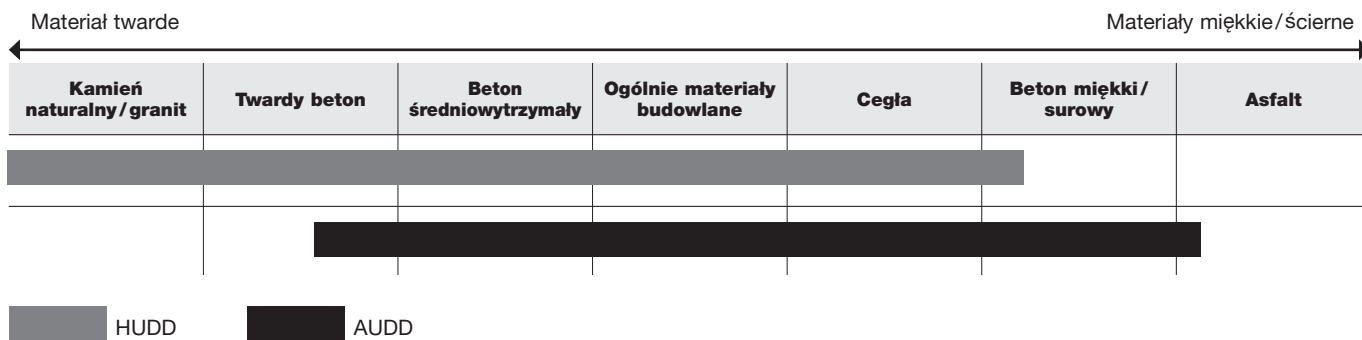 Materiał twarde
Materiały miękkie/ścierne
Kamień
naturalny/granit
Twardy beton
Beton
średniowytrzymały
Ogólnie materiały
budowlane
Cegła
Beton miękki/
surowy
Asfalt
HUDD
AUDD